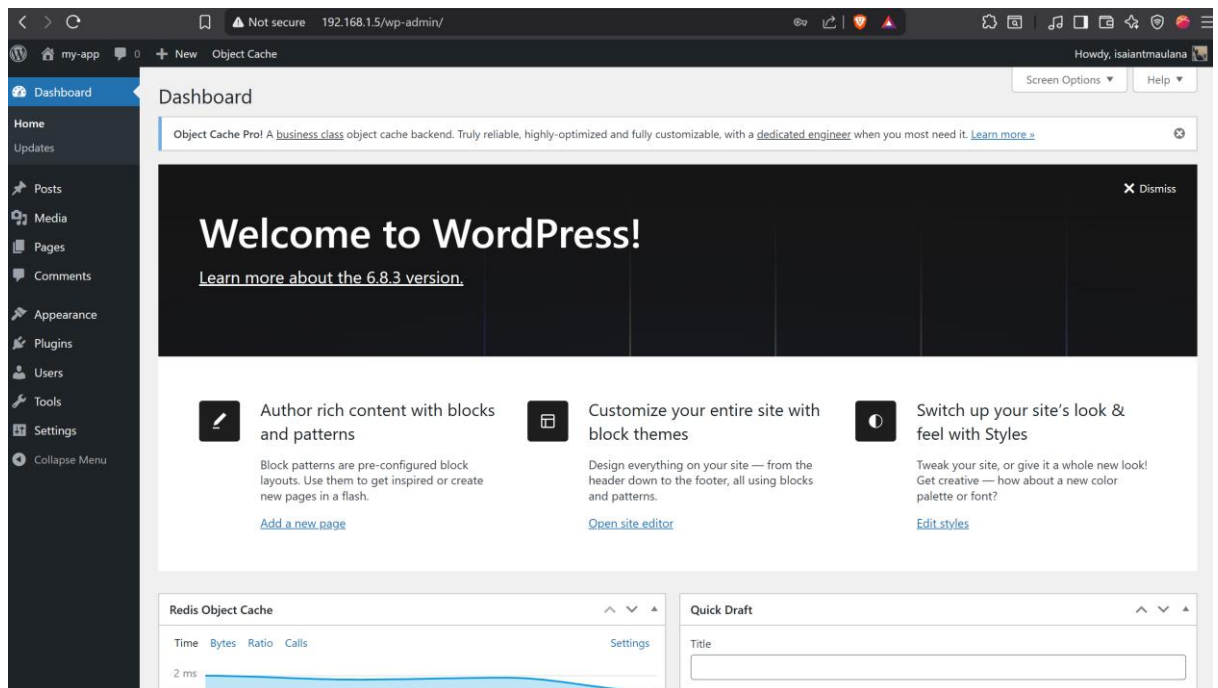 Not secure 192.168.1.5/wp-admin/
my-app 0 New Object Cache
Howdy, isaiantmaulana
Dashboard
Home
Updates
Posts
Media
Pages
Comments
Appearance
Plugins
Users
Tools
Settings
Collapse Menu
Screen Options Help
Dashboard
Object Cache Pro! A business class object cache backend. Truly reliable, highly-optimized and fully customizable, with a dedicated engineer when you most need it. Learn more »
Dismiss
Welcome to WordPress!
Learn more about the 6.8.3 version.
Author rich content with blocks
and patterns
Block patterns are pre-configured block
layouts. Use them to get inspired or create
new pages in a flash.
Add a new page
Customize your entire site with
block themes
Design everything on your site — from the
header down to the footer, all using blocks
and patterns.
Open site editor
Switch up your site’s look &
feel with Styles
Tweak your site, or give it a whole new look!
Get creative — how about a new color
palette or font?
Edit styles
Redis Object Cache
Time Bytes Ratio Calls Settings
2 ms
Quick Draft
Title